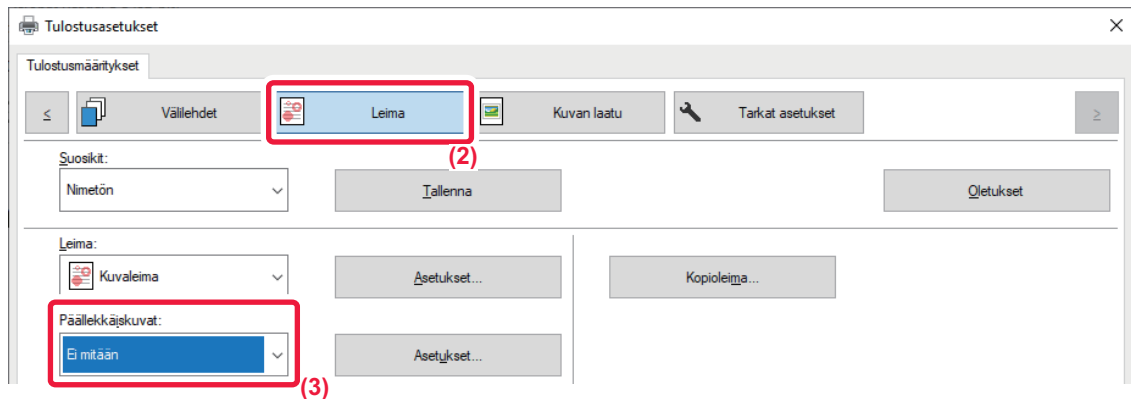 Tulostusasetukset
Tulostusmääritykset
≤ Välilehdet Leima Kuvan laatu Tarkat asetukset ≥
(2)
Suosikit:
Nimetön Tallenna Oletukset
Leima:
Kuvaleima Asetukset... Kopioleima...
Päällekkäiskuvat:
Ei mitään Asetukset...
(3)